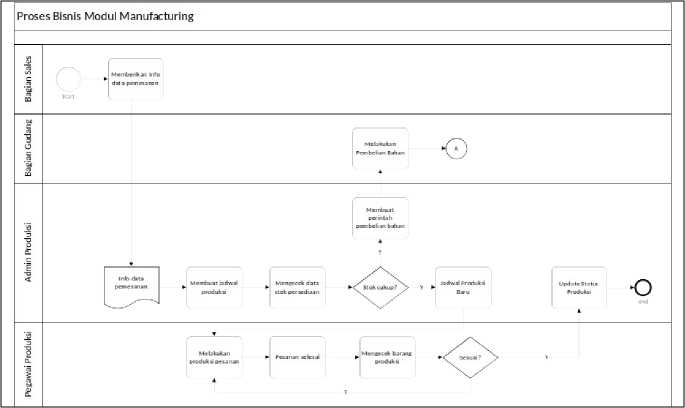 Proses Bisnis Modul Manufacturing
Bagian Sales
Start
Memberikan Info
data pemesanan
Bagian Gudang
Melakukan
Pembelian Bahan
A
Admin Produksi
Membuat
perintah
pembelian bahan
Info data
pemesanan
Membuat jadwal
produksi
Mengecek data
stok persediaan
Stok cukup?
Jadwal Produksi
Baru
Update Status
Produksi
end
Pegawai Produksi
Melakukan
produksi pesanan
Pesanan selesai
Mengecek barang
produksi
Sesuai?